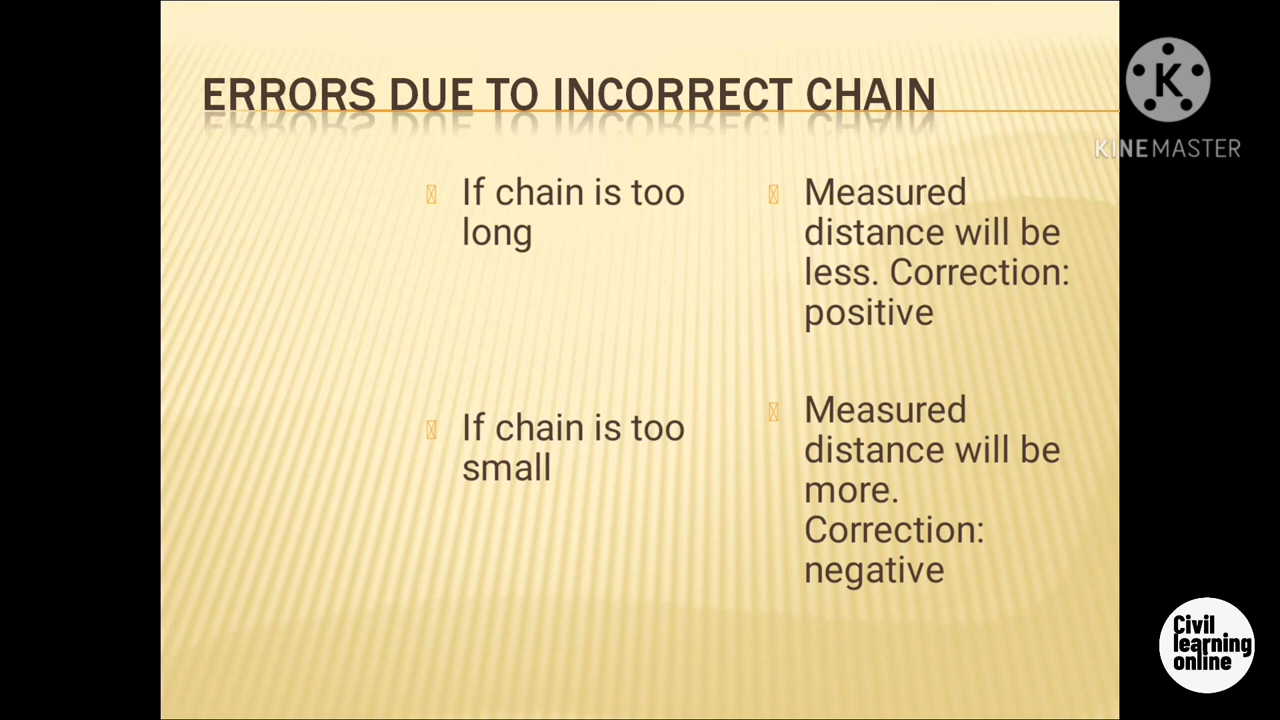 ERRORS DUE TO INCORRECT CHAIN
K
KINEMASTER
If chain is too
long
Measured
distance will be
less. Correction:
positive
If chain is too
small
Measured
distance will be
more.
Correction:
negative
Civil
learning
online